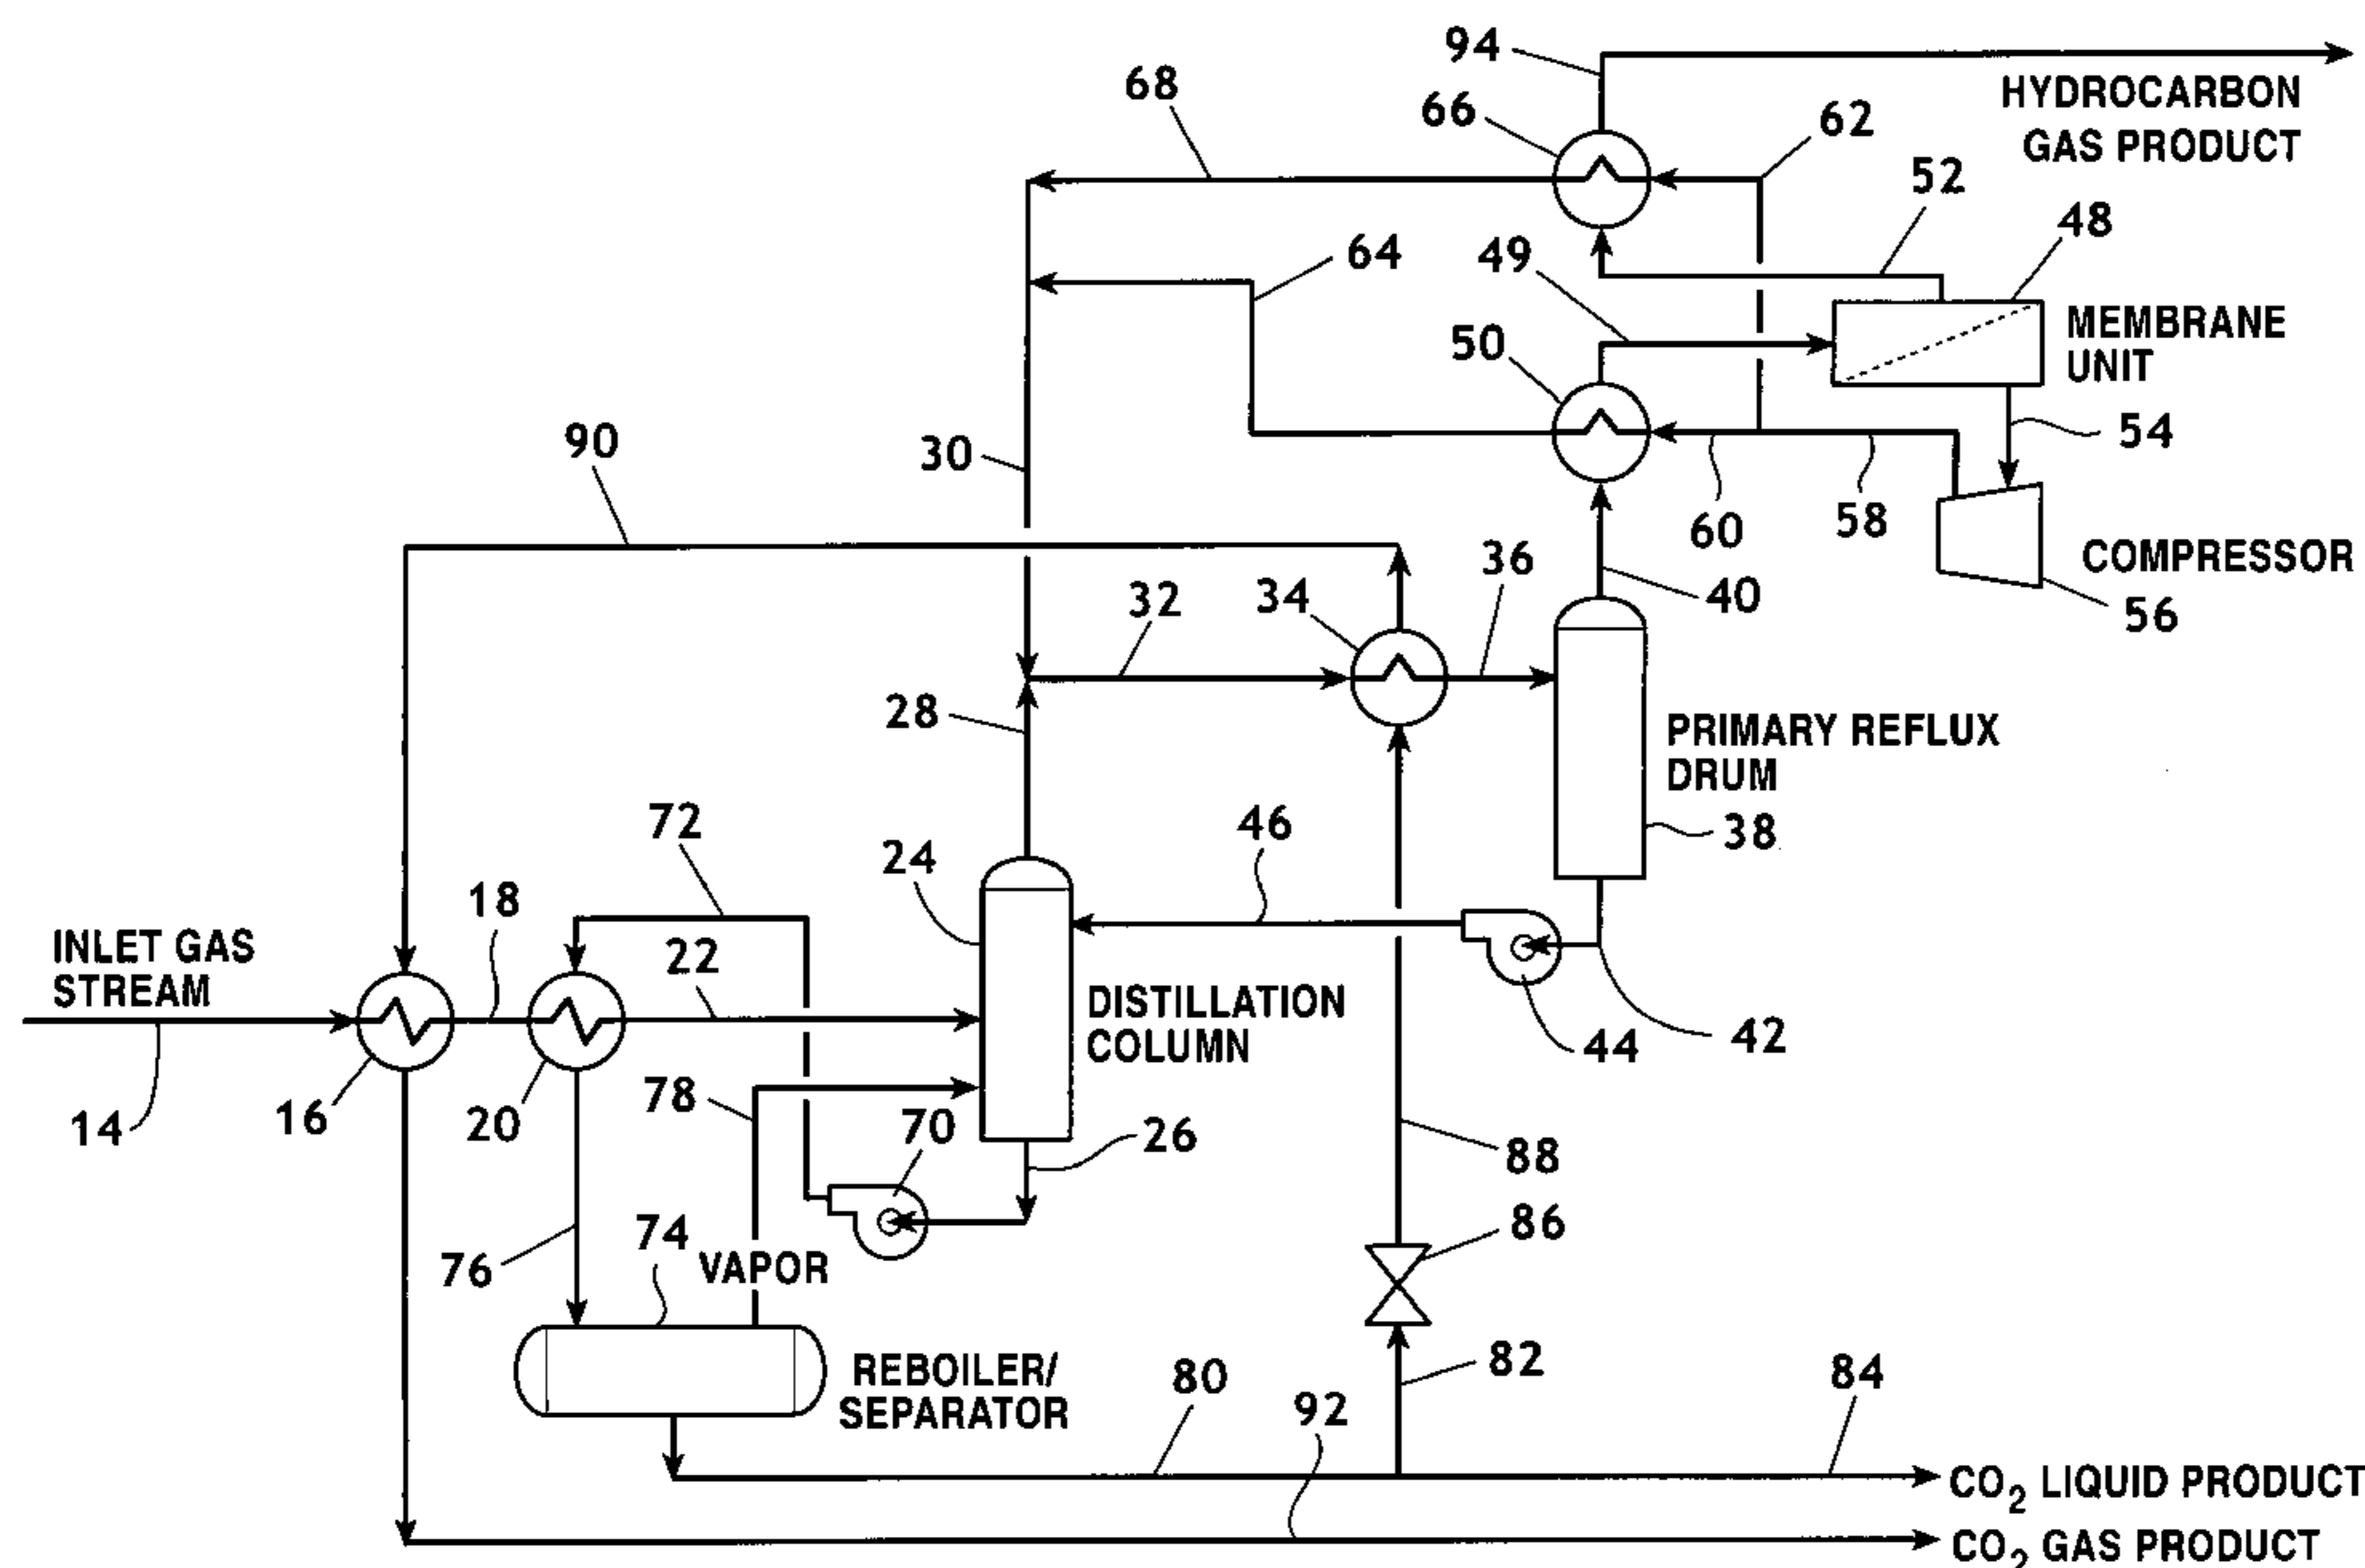 94
HYDROCARBON
GAS PRODUCT
68
66
62
52
48
64
49
MEMBRANE
UNIT
50
54
90
30
60
58
36
COMPRESSOR
32
34
40
56
28
PRIMARY REFLUX
DRUM
72
46
38
24
18
INLET GAS
STREAM
22
DISTILLATION
COLUMN
44
42
14
16
20
78
70
26
88
76
74
VAPOR
86
REBOILER/
SEPARATOR
80
92
82
84
CO2 LIQUID PRODUCT
CO2 GAS PRODUCT